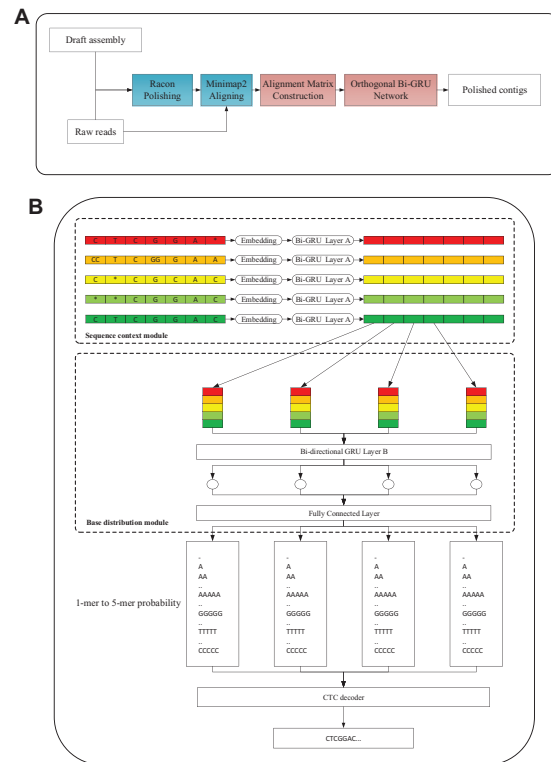 A
Draft assembly
Racon
Polishing
Minimap2
Aligning
Alignment Matrix
Construction
Orthogonal Bi-GRU
Network
Polished contigs
Raw reads
B
C T C G G A * Embedding Bi-GRU Layer A
CC T C GG G A A Embedding Bi-GRU Layer A
C * C G C A C Embedding Bi-GRU Layer A
* * C G G A C Embedding Bi-GRU Layer A
C T C G G A C Embedding Bi-GRU Layer A
Sequence context module
Bi-directional GRU Layer B
Fully Connected Layer
Base distribution module
1-mer to 5-mer probability
- - - -
A A A A
AA AA AA AA
.. .. .. ..
AAAAA AAAAA AAAAA AAAAA
.. .. .. ..
GGGGG GGGGG GGGGG GGGGG
.. .. .. ..
TTTTT TTTTT TTTTT TTTTT
.. .. .. ..
CCCCC CCCCC CCCCC CCCCC
CTC decoder
CTCGGAC...